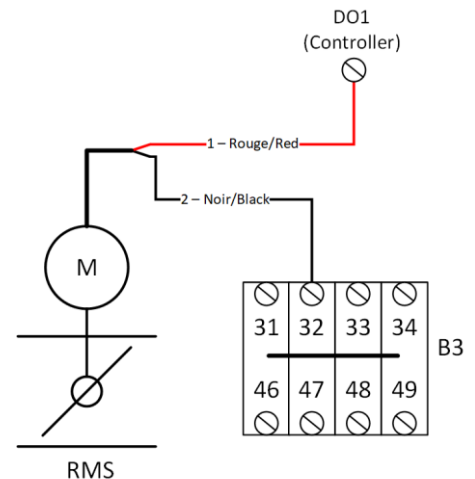 DO1
(Controller)
1 – Rouge/Red
2 – Noir/Black
M
31 32 33 34
B3
46 47 48 49
RMS